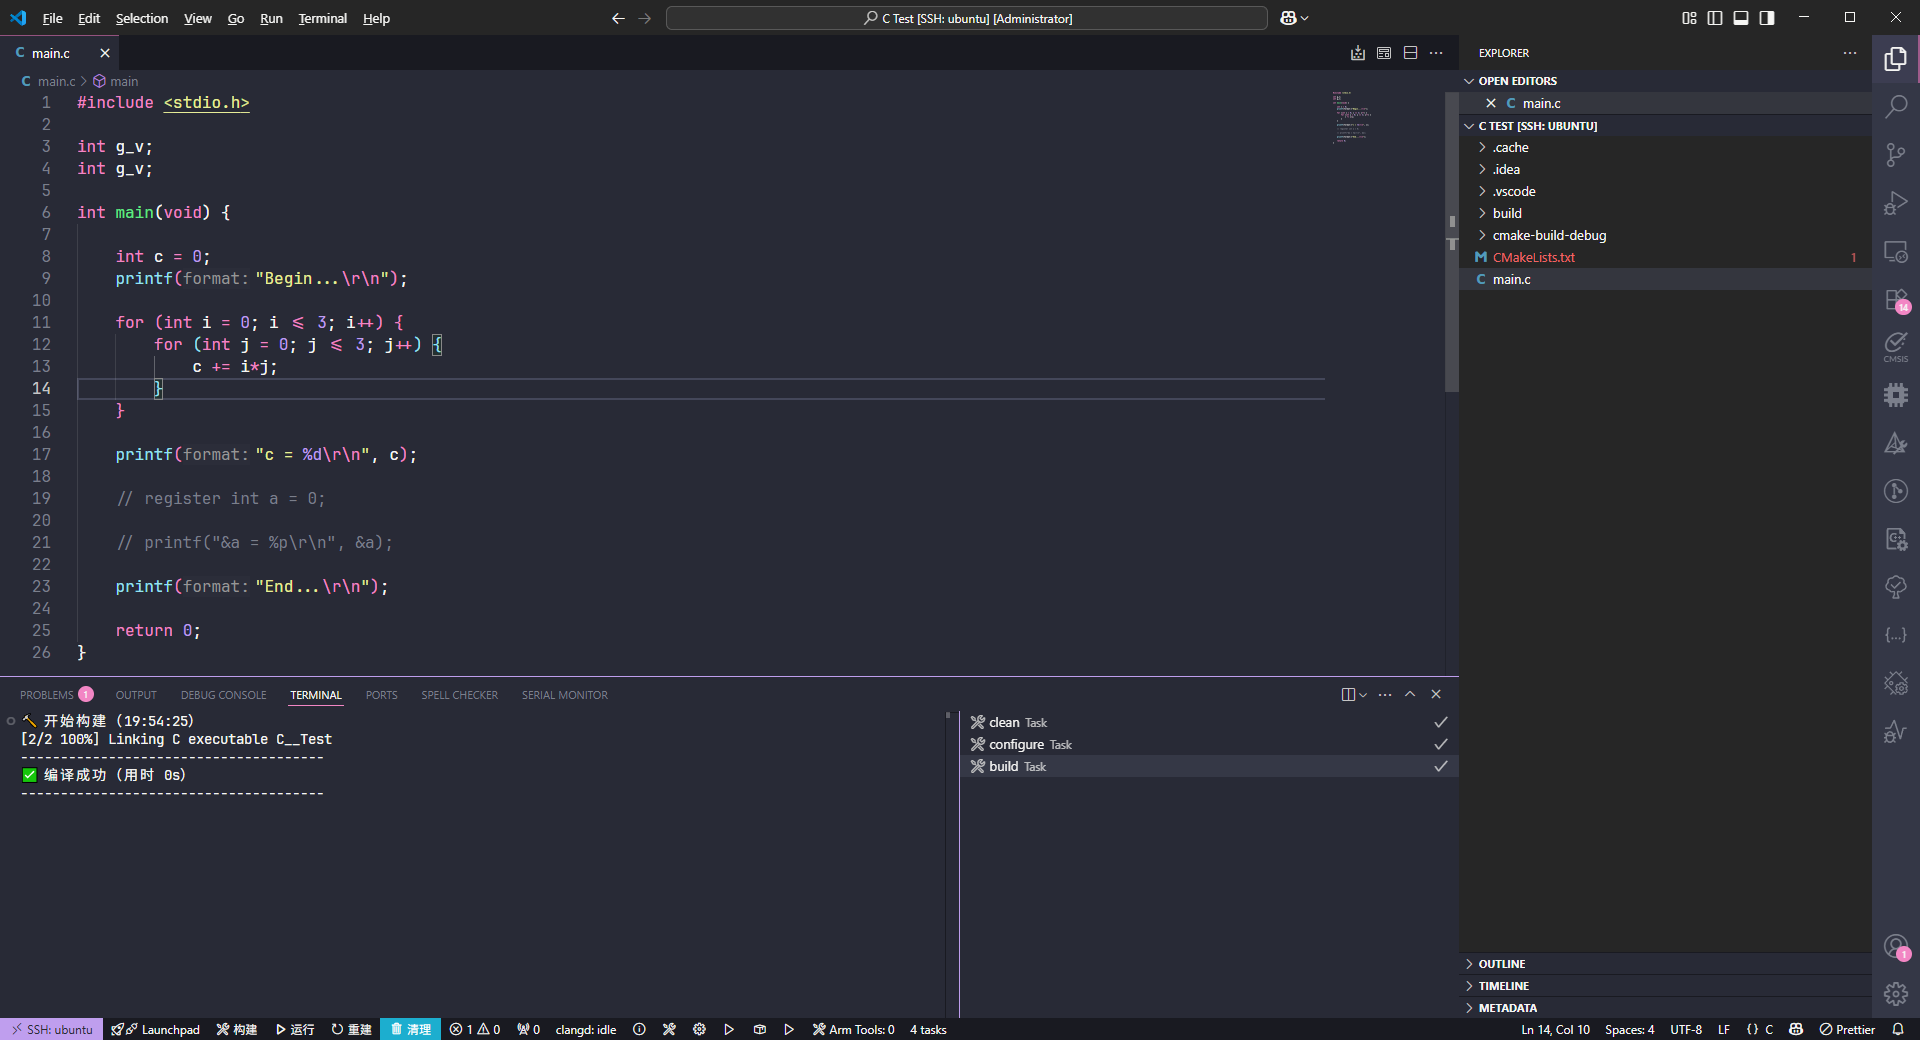 File Edit Selection View Go Run Terminal Help
C Test [SSH: ubuntu] [Administrator]
C main.c
C main.c > main
1 #include <stdio.h>
2
3 int g_v;
4 int g_v;
5
6 int main(void) {
7
8 int c = 0;
9 printf(format: "Begin...\r\n");
10
11 for (int i = 0; i <= 3; i++) {
12 for (int j = 0; j <= 3; j++) {
13 c += i*j;
14 }
15 }
16
17 printf(format: "c = %d\r\n", c);
18
19 // register int a = 0;
20
21 // printf("&a = %p\r\n", &a);
22
23 printf(format: "End...\r\n");
24
25 return 0;
26 }
PROBLEMS 1 OUTPUT DEBUG CONSOLE TERMINAL PORTS SPELL CHECKER SERIAL MONITOR
开始构建 (19:54:25)
[2/2 100%] Linking C executable C__Test
--------------------------------------
✅ 编译成功 (用时 0s)
--------------------------------------
clean Task
configure Task
build Task
EXPLORER
OPEN EDITORS
C main.c
C TEST [SSH: UBUNTU]
.cache
.idea
.vscode
build
cmake-build-debug
M CMakeLists.txt 1
C main.c
OUTLINE
TIMELINE
METADATA
14
CMSIS
1
SSH: ubuntu Launchpad 构建 运行 重建 清理 1 0 0 clangd: idle Arm Tools: 0 4 tasks Ln 14, Col 10 Spaces: 4 UTF-8 LF {} C Prettier